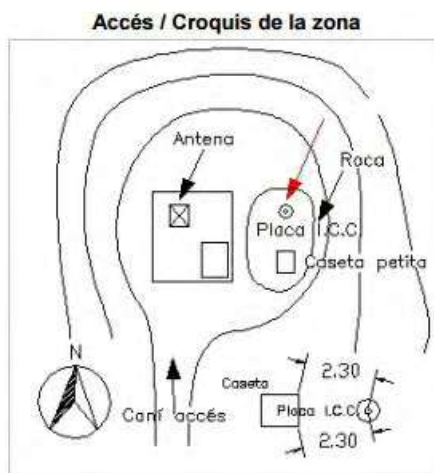 Accés / Croquis de la zona
Antena
Roca
Placa I.C.C.
Caseta petita
N
Caseta
2.30
Camí accés
Placa I.C.C.
2.30